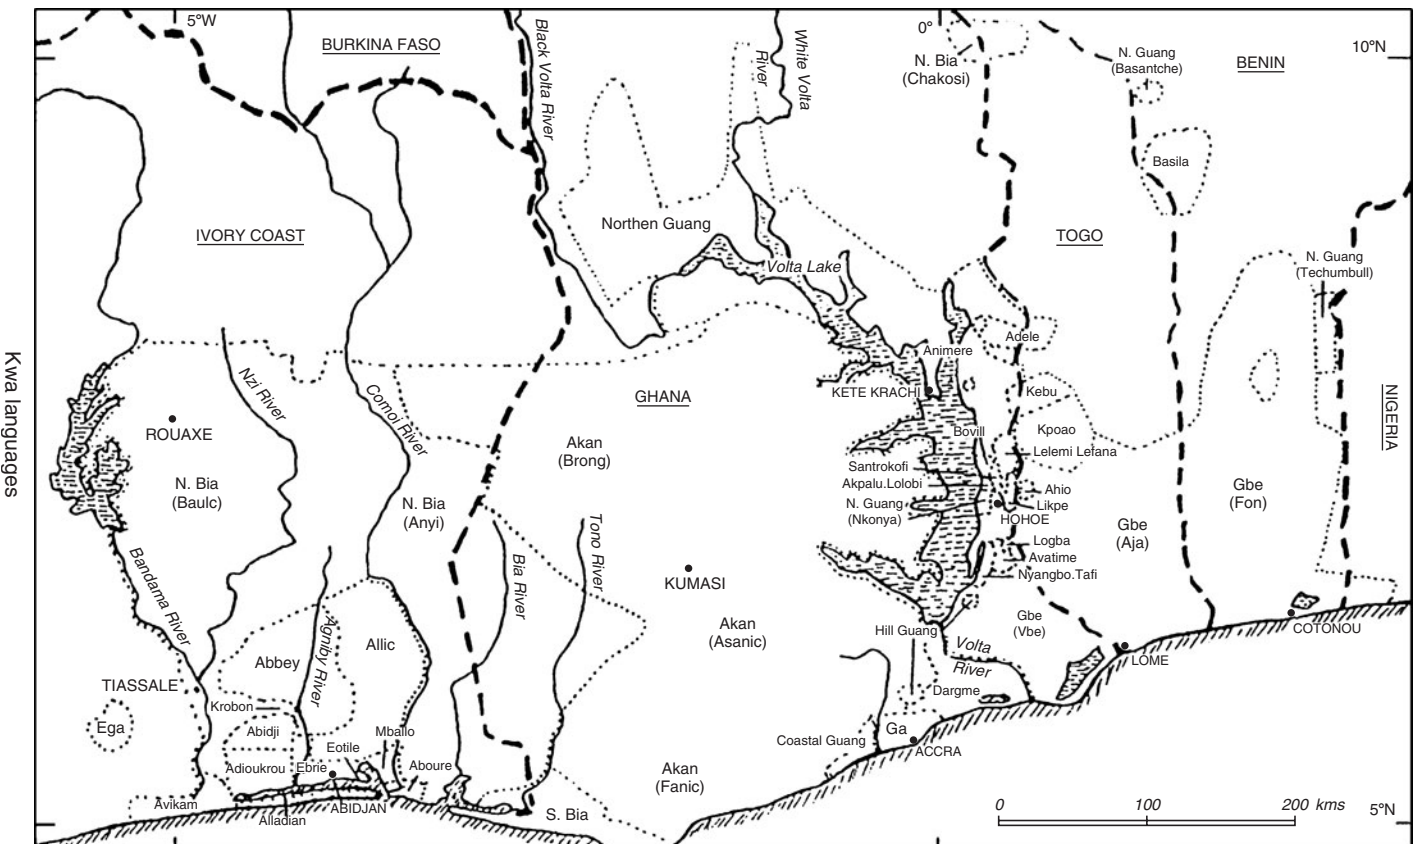 5°W
0°
10°N
BURKINA FASO
Black Volta River
White Volta
River
N. Bia
(Chakosi)
N. Guang
(Basantche)
BENIN
Basila
Northen Guang
IVORY COAST
TOGO
Volta Lake
N. Guang
(Techumbull)
Adele
Animere
Kwa languages
Nzi River
Comoi River
GHANA
KETE KRACHI
Kebu
NIGERIA
ROUAXE
Akan
(Brong)
Bovill
Kpoao
Lelemi Lefana
Santrokofi
Akpalu.Lolobi
N. Guang
(Nkonya)
Ahio
Likpe
HOHOE
N. Bia
(Baulc)
N. Bia
(Anyi)
Gbe
(Fon)
Gbe
(Aja)
Logba
Avatime
Nyangbo.Tafi
Bandama River
Bia River
Tono River
KUMASI
Agniby River
Allic
Akan
(Asanic)
Hill Guang
Gbe
(Vbe)
COTONOU
Abbey
Volta
River
LOME
TIASSALE
Krobon
Dargme
Ega
Abidji
Mballo
Eotile
Ga
Coastal Guang
ACCRA
Adioukrou
Ebrie
Aboure
Akan
(Fanic)
Avikam
ABIDJAN
Alladian
S. Bia
0 100 200 kms
5°N